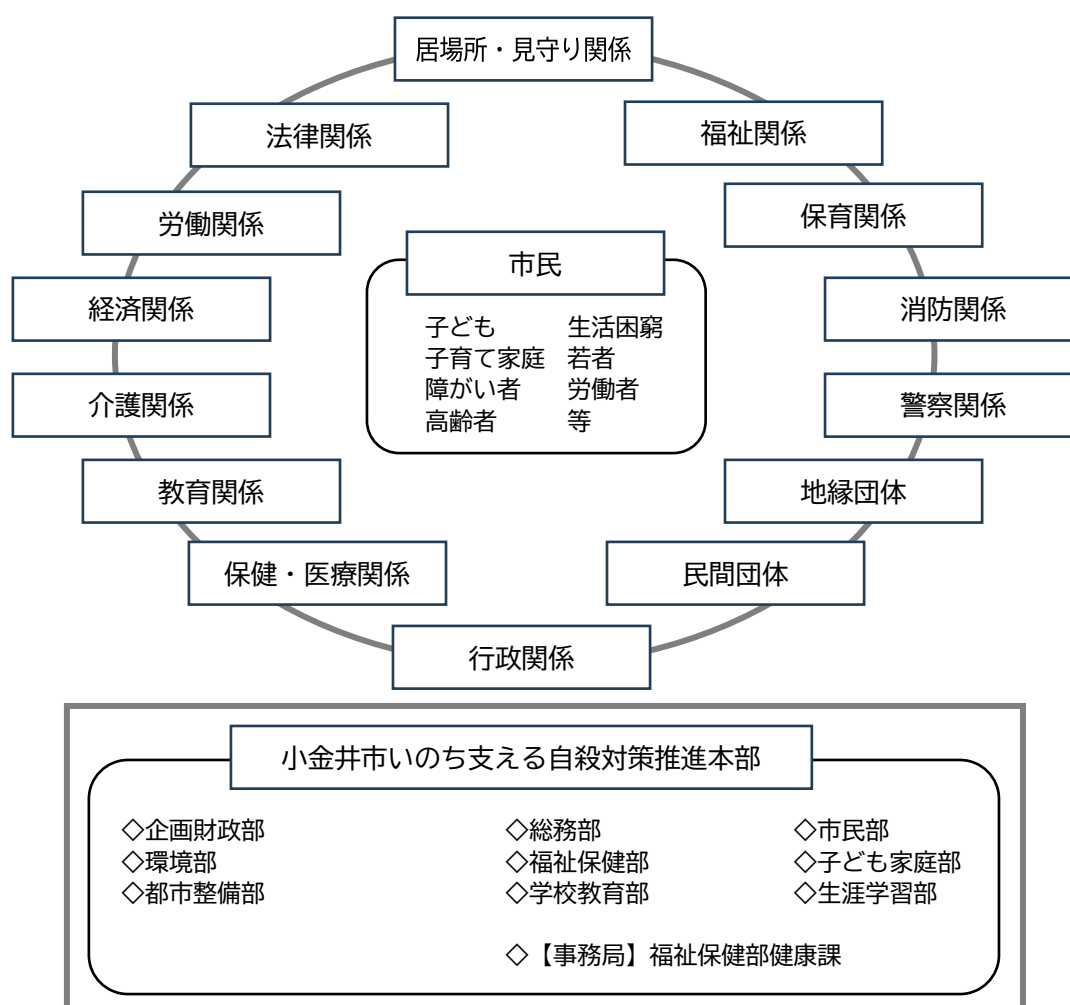 居場所・見守り関係
法律関係
福祉関係
労働関係
保育関係
経済関係
消防関係
介護関係
警察関係
教育関係
地縁団体
保健・医療関係
民間団体
行政関係
市民
子ども 生活困窮
子育て家庭 若者
障がい者 労働者
高齢者 等
小金井市いのち支える自殺対策推進本部
◇企画財政部 ◇総務部 ◇市民部
◇環境部 ◇福祉保健部 ◇子ども家庭部
◇都市整備部 ◇学校教育部 ◇生涯学習部
◇【事務局】福祉保健部健康課